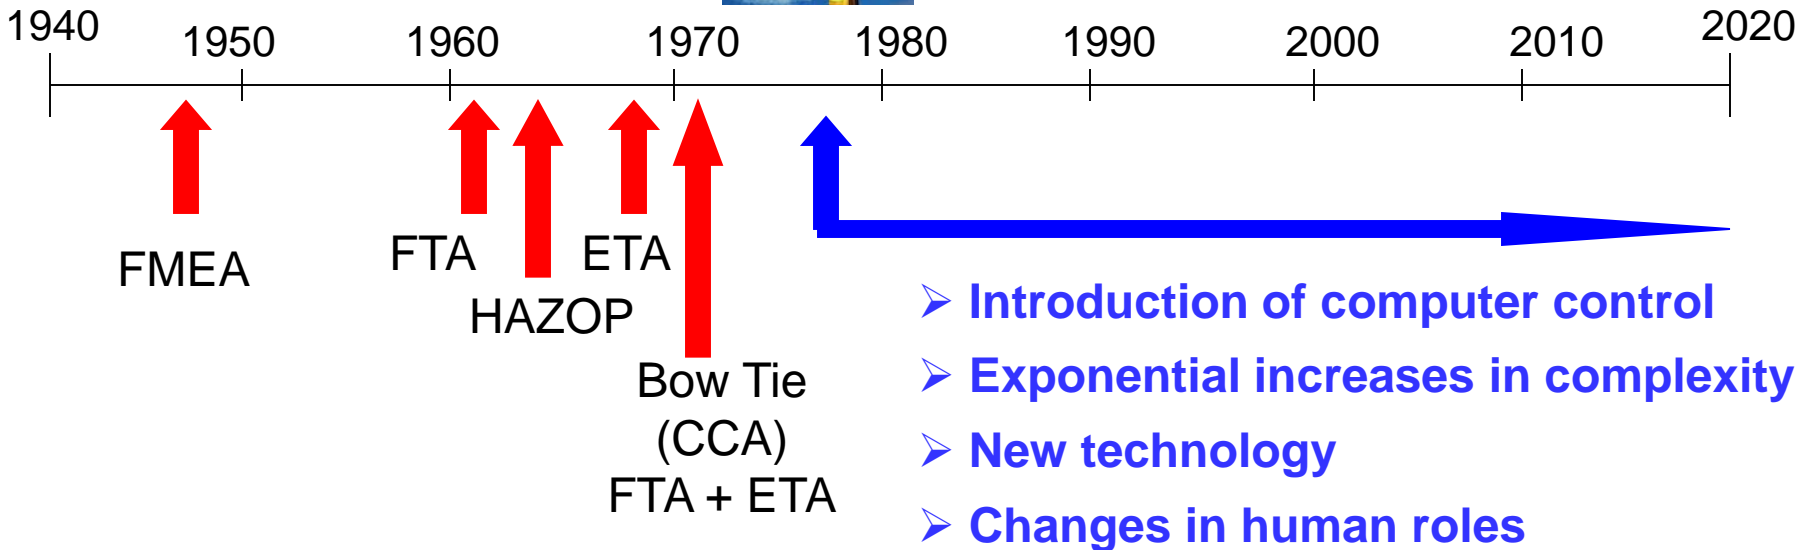 1940 1950 1960 1970 1980 1990 2000 2010 2020
FMEA
FTA
ETA
HAZOP
Bow Tie
(CCA)
FTA + ETA
➢ Introduction of computer control
➢ Exponential increases in complexity
➢ New technology
➢ Changes in human roles